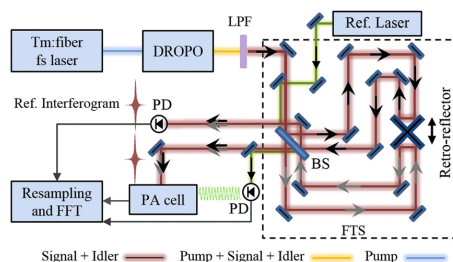 LPF
Ref. Laser
Tm:fiber
fs laser
DROPO
Ref. Interferogram
PD
BS
Retro-reflector
Resampling
and FFT
PA cell
PD
FTS
Signal + Idler
Pump + Signal + Idler
Pump